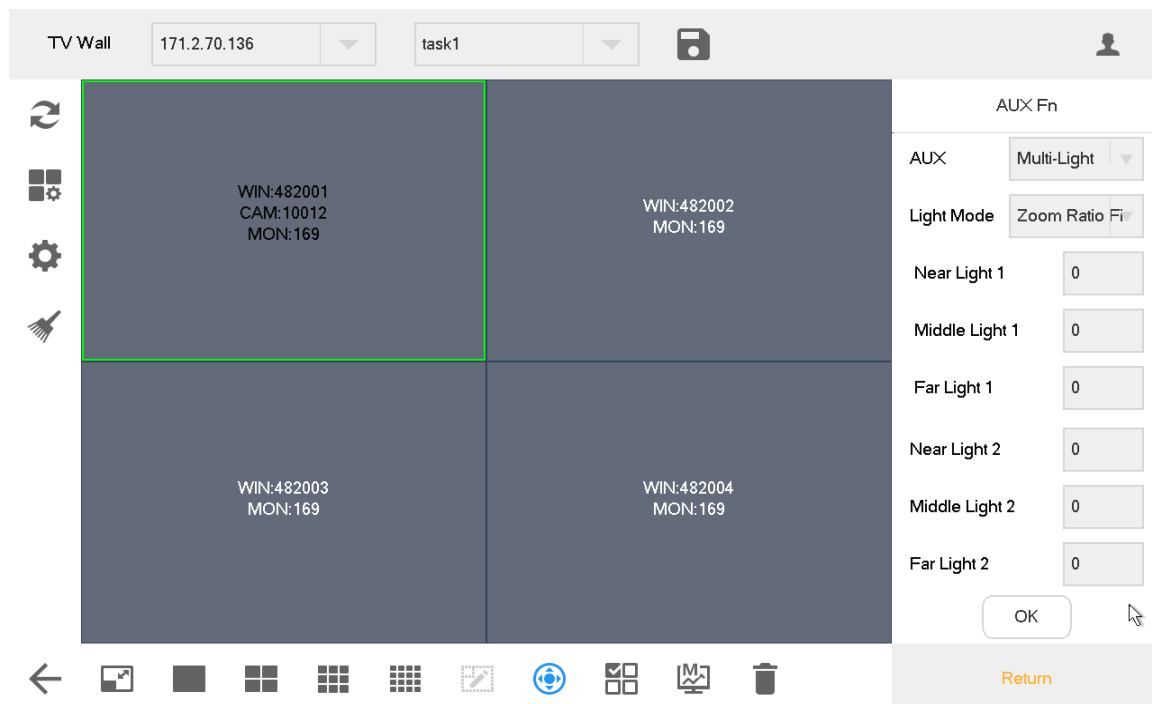 TV Wall
171.2.70.136
task1
WIN:482001
CAM:10012
MON:169
WIN:482002
MON:169
WIN:482003
MON:169
WIN:482004
MON:169
AUX Fn
AUX
Multi-Light
Light Mode
Zoom Ratio Fi
Near Light 1
0
Middle Light 1
0
Far Light 1
0
Near Light 2
0
Middle Light 2
0
Far Light 2
0
OK
M
Return